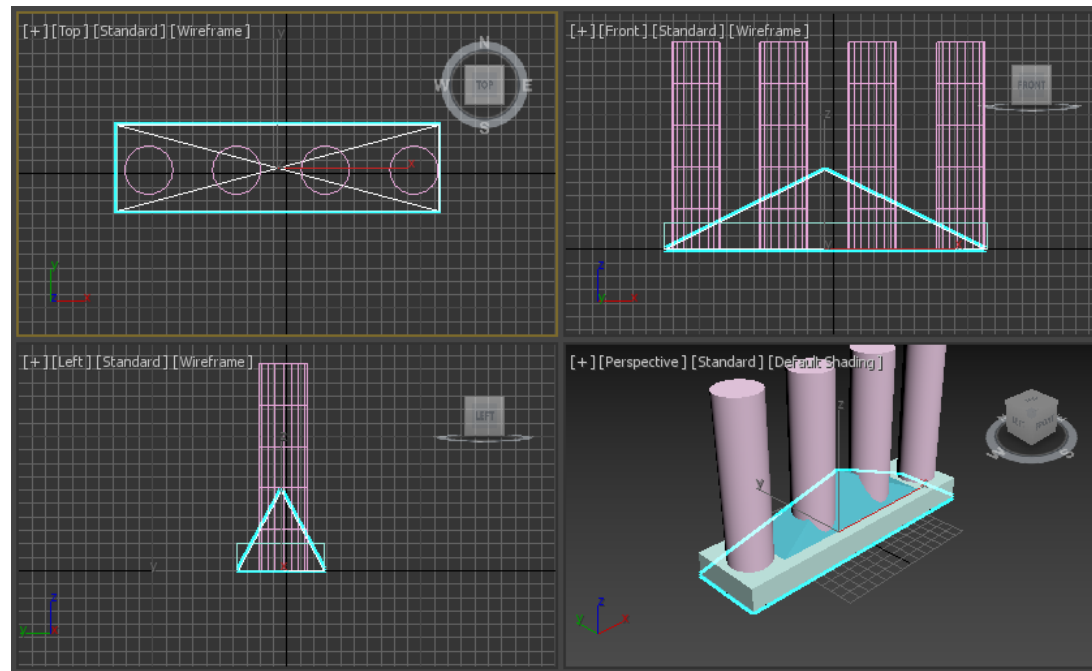 [+] [Top] [Standard] [Wireframe]
y
N
W TOP E
S
x
y
z x
[+] [Front] [Standard] [Wireframe]
FRONT
z
y x
z
y x
[+] [Left] [Standard] [Wireframe]
LEFT
z
y x
z
y x
[+] [Perspective] [Standard] [Default Shading]
z
y
W S
z
y x